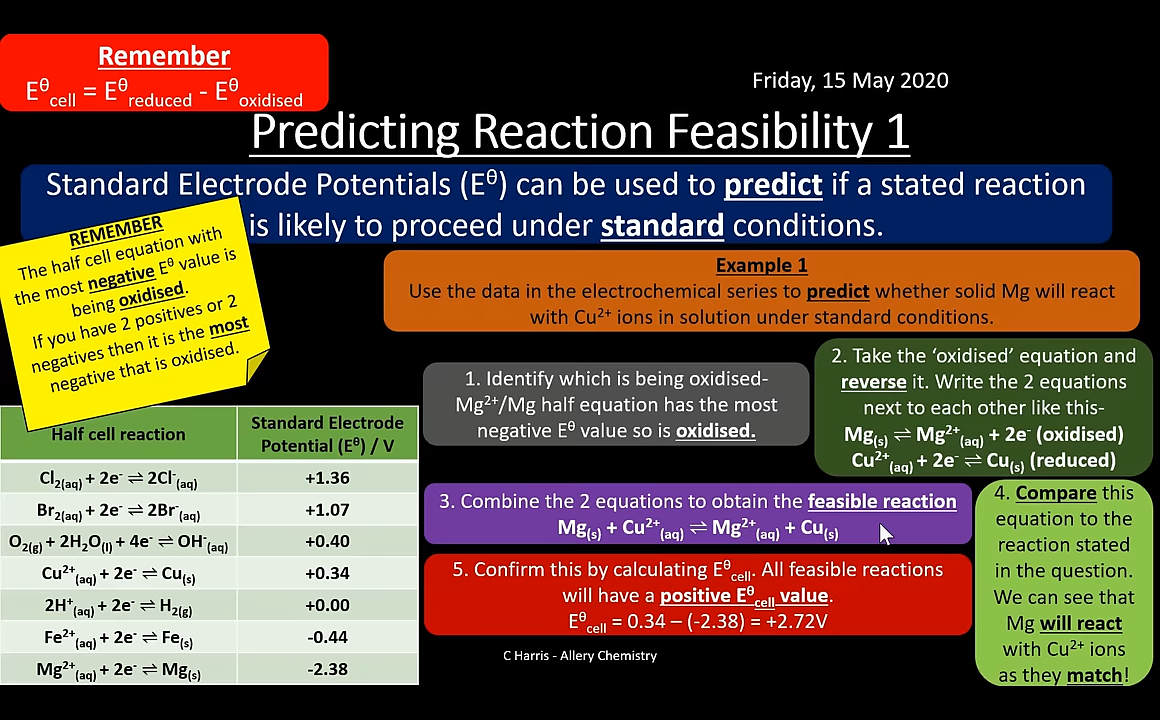 Remember
Eθcell = Eθreduced - Eθoxidised
Friday, 15 May 2020
Predicting Reaction Feasibility 1
Standard Electrode Potentials (Eθ) can be used to predict if a stated reaction
is likely to proceed under standard conditions.
REMEMBER
The half cell equation with
the most negative Eθ value is
being oxidised.
If you have 2 positives or 2
negatives then it is the most
negative that is oxidised.
Example 1
Use the data in the electrochemical series to predict whether solid Mg will react
with Cu2+ ions in solution under standard conditions.
1. Identify which is being oxidised-
Mg2+/Mg half equation has the most
negative Eθ value so is oxidised.
2. Take the ‘oxidised’ equation and
reverse it. Write the 2 equations
next to each other like this-
Mg(s) ⇌ Mg2+(aq) + 2e- (oxidised)
Cu2+(aq) + 2e- ⇌ Cu(s) (reduced)
3. Combine the 2 equations to obtain the feasible reaction
Mg(s) + Cu2+(aq) ⇌ Mg2+(aq) + Cu(s)
4. Compare this
equation to the
reaction stated
in the question.
We can see that
Mg will react
with Cu2+ ions
as they match!
5. Confirm this by calculating Eθcell. All feasible reactions
will have a positive Eθcell value.
Eθcell = 0.34 – (-2.38) = +2.72V
Half cell reaction
Standard Electrode
Potential (Eθ) / V
Cl2(aq) + 2e- ⇌ 2Cl-(aq) +1.36
Br2(aq) + 2e- ⇌ 2Br-(aq) +1.07
O2(g) + 2H2O(l) + 4e- ⇌ OH-(aq) +0.40
Cu2+(aq) + 2e- ⇌ Cu(s) +0.34
2H+(aq) + 2e- ⇌ H2(g) +0.00
Fe2+(aq) + 2e- ⇌ Fe(s) -0.44
Mg2+(aq) + 2e- ⇌ Mg(s) -2.38
C Harris - Allery Chemistry